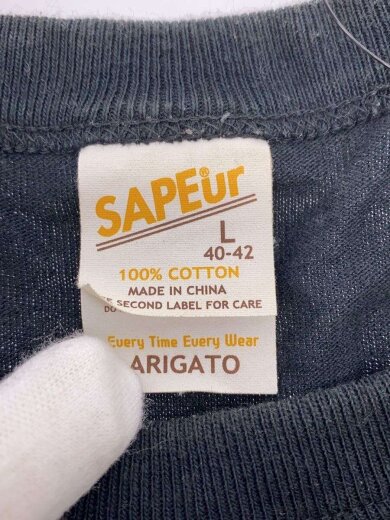 SAPEur®
L
40-42
100% COTTON
MADE IN CHINA
SECOND LABEL FOR CARE
Every Time Every Wear
ARIGATO